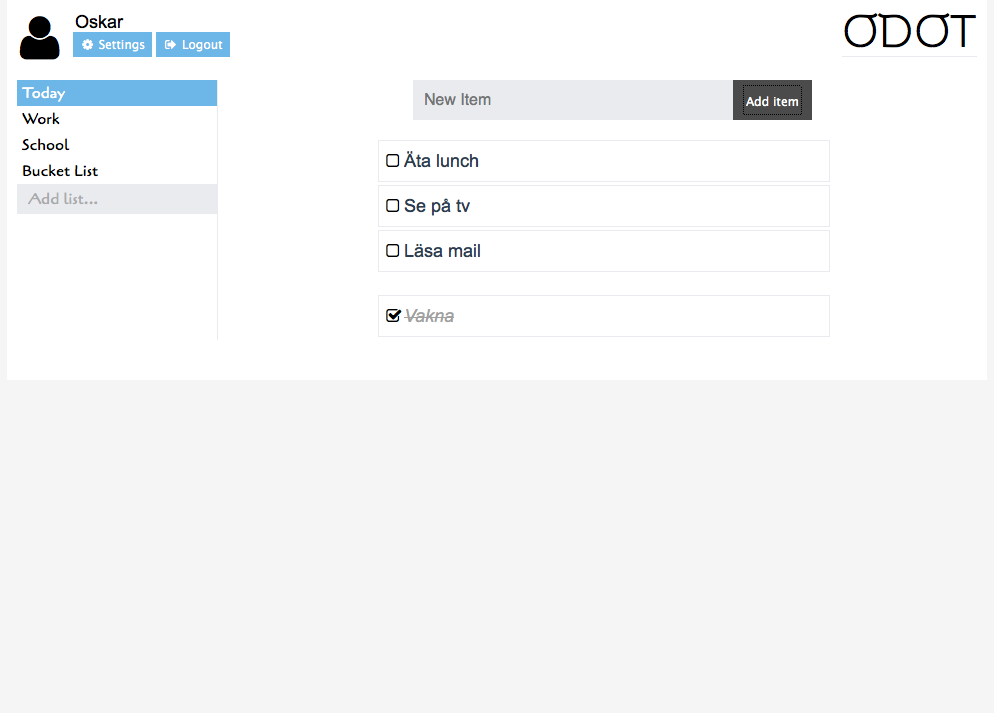 Oskar
Settings Logout
ODOT
Today
Work
School
Bucket List
Add list...
New Item
Add item
Äta lunch
Se på tv
Läsa mail
Vakna